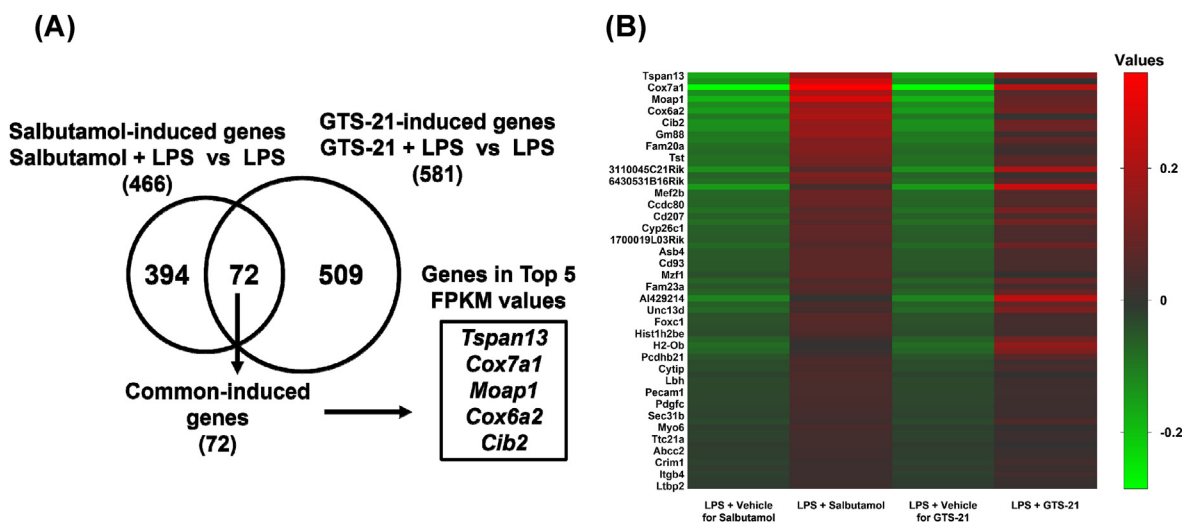 (A)
Salbutamol-induced genes
Salbutamol + LPS vs LPS
(466)
GTS-21-induced genes
GTS-21 + LPS vs LPS
(581)
394
72
509
Common-induced
genes
(72)
Genes in Top 5
FPKM values
Tspan13
Cox7a1
Moap1
Cox6a2
Cib2
(B)
Tspan13
Cox7a1
Moap1
Cox6a2
Cib2
Gm88
Fam20a
Tst
3110045C21Rik
6430531B16Rik
Mef2b
Ccdc80
Cd207
Cyp26c1
1700019L03Rik
Asb4
Cd93
Mzf1
Fam23a
AI429214
Unc13d
Foxc1
Hist1h2be
H2-Ob
Pcdhb21
Cytip
Lbh
Pecam1
Pdgfc
Sec31b
Myo6
Ttc21a
Abcc2
Crim1
Itgb4
Ltbp2
LPS + Vehicle
for Salbutamol
LPS + Salbutamol
LPS + Vehicle
for GTS-21
LPS + GTS-21
Values
0.2
0
-0.2